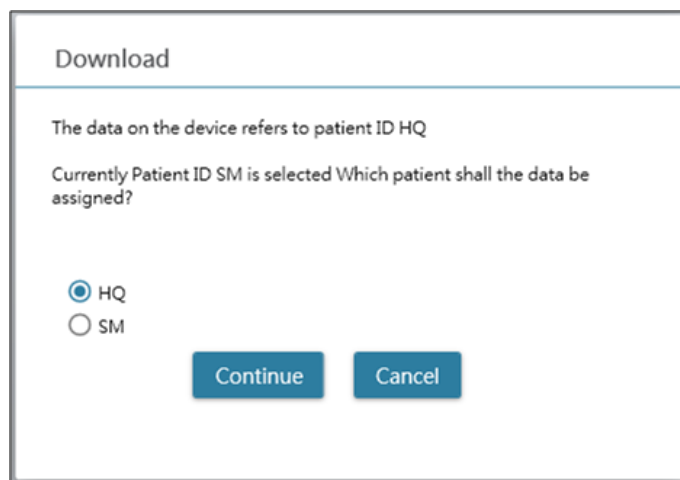 Download
The data on the device refers to patient ID HQ
Currently Patient ID SM is selected Which patient shall the data be
assigned?
HQ
SM
Continue Cancel